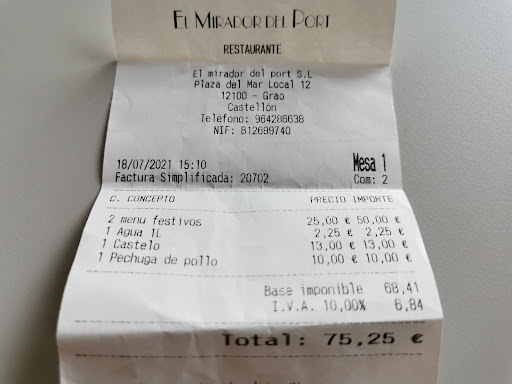 EL MIRADOR DEL PORT
RESTAURANTE
El mirador del port S.L
Plaza del Mar Local 12
12100 - Grao
Castellón
Teléfono: 964286638
NIF: B12699740
18/07/2021 15:10 Mesa 1
Factura Simplificada: 20702 Com: 2
C. CONCEPTO PRECIO IMPORTE
2 menu festivos 25,00 € 50,00 €
1 Agua 1L 2,25 € 2,25 €
1 Castelo 13,00 € 13,00 €
1 Pechuga de pollo 10,00 € 10,00 €
Base imponible 68,41
I.V.A. 10,00% 6,84
Total: 75,25 €